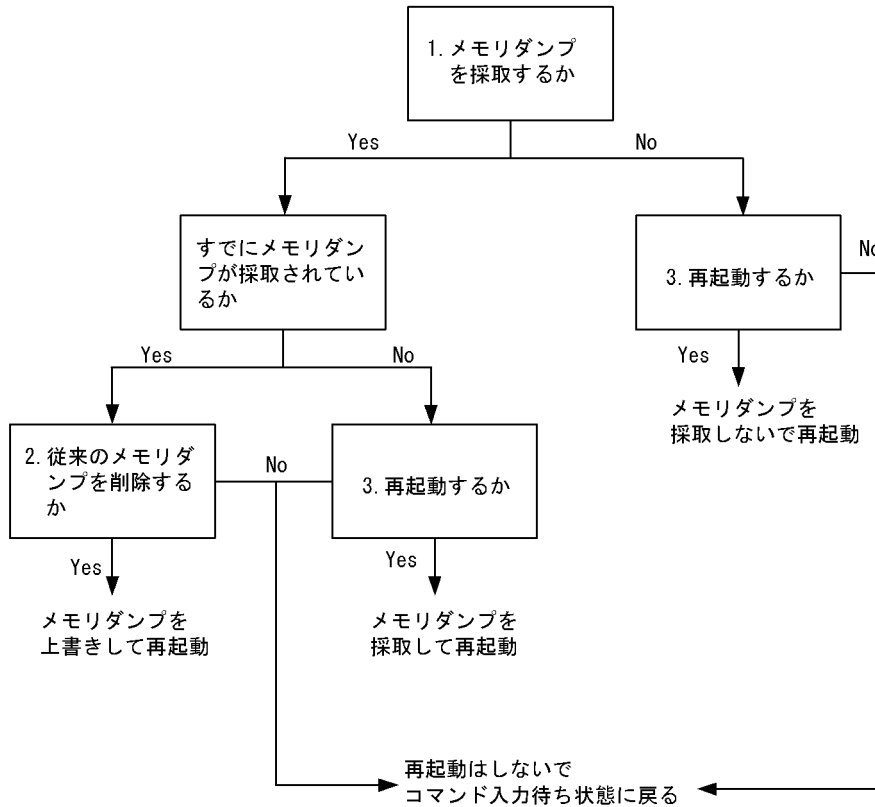 1. メモリダンプ
を採取するか
Yes
No
すでにメモリダン
プが採取されてい
るか
3. 再起動するか
No
Yes
No
Yes
メモリダンプを
採取しないで再起動
2. 従来のメモリダ
ンプを削除する
か
No
3. 再起動するか
Yes
Yes
メモリダンプを
上書きして再起動
メモリダンプを
採取して再起動
再起動はしないで
コマンド入力待ち状態に戻る